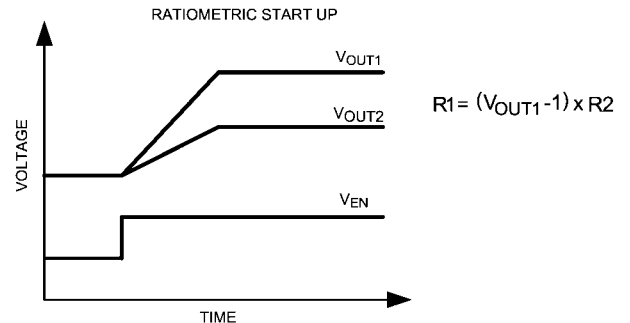 RATIOMETRIC START UP
VOUT1
R1 = (VOUT1 -1) x R2
VOUT2
VOLTAGE
VEN
TIME